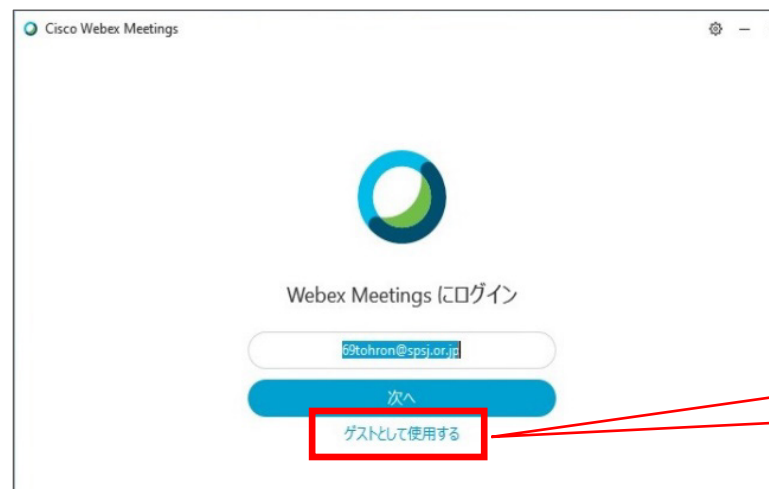 Cisco Webex Meetings
Webex Meetings にログイン
69tohron@spsj.or.jp
次へ
ゲストとして使用する